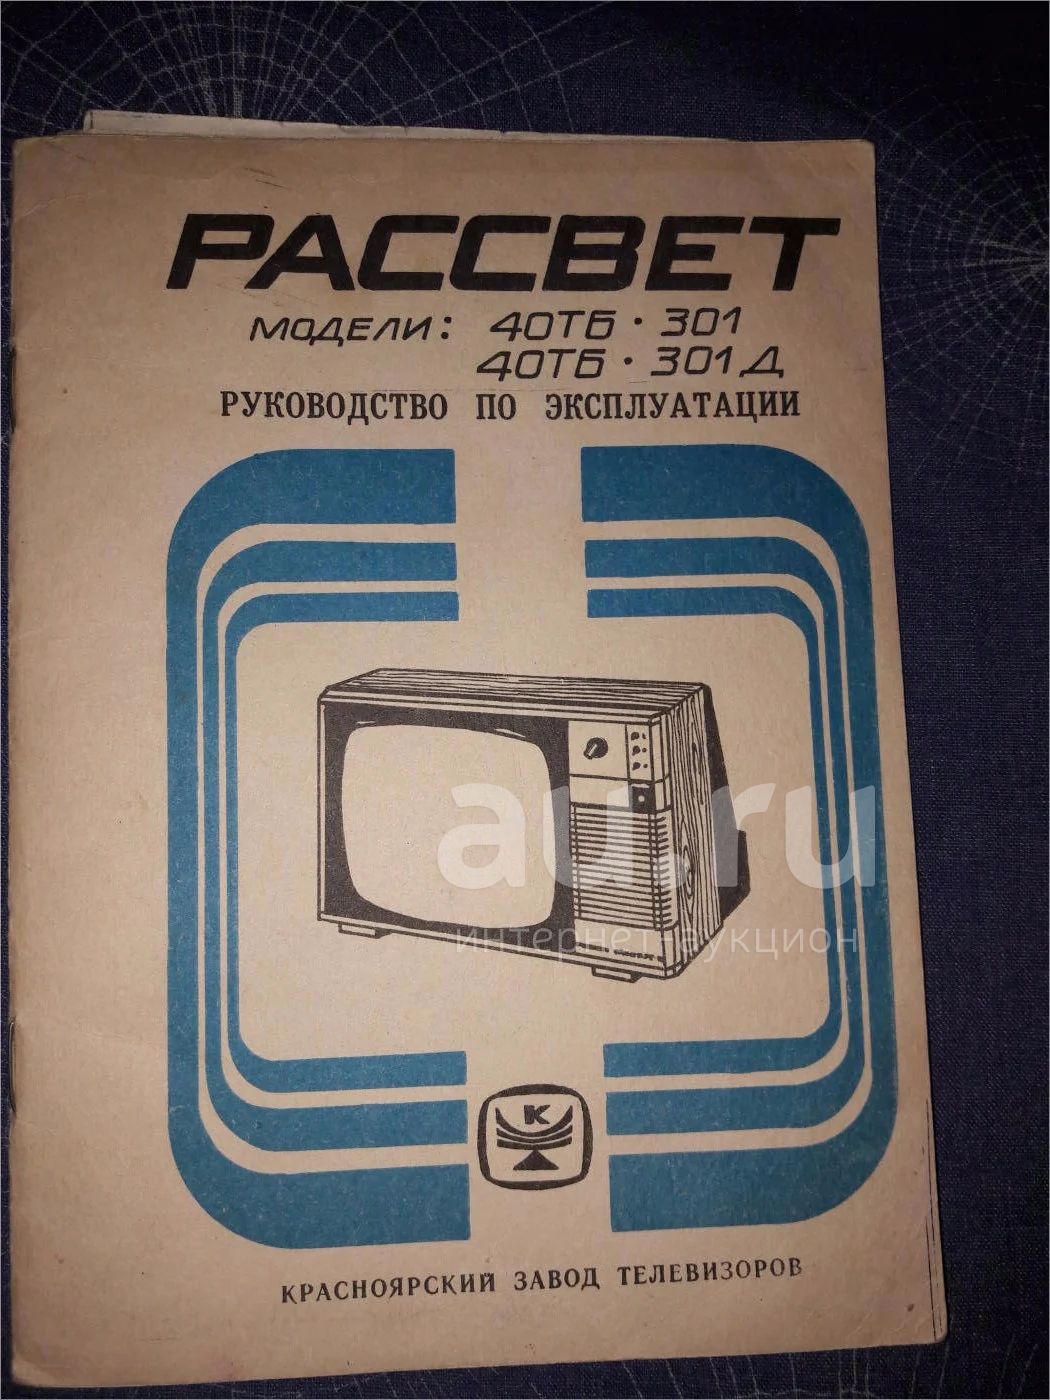 РАССВЕТ
МОДЕЛИ: 40ТБ · 301
40ТБ · 301Д
РУКОВОДСТВО ПО ЭКСПЛУАТАЦИИ
au.ru
интернет-аукцион
К
КРАСНОЯРСКИЙ ЗАВОД ТЕЛЕВИЗОРОВ